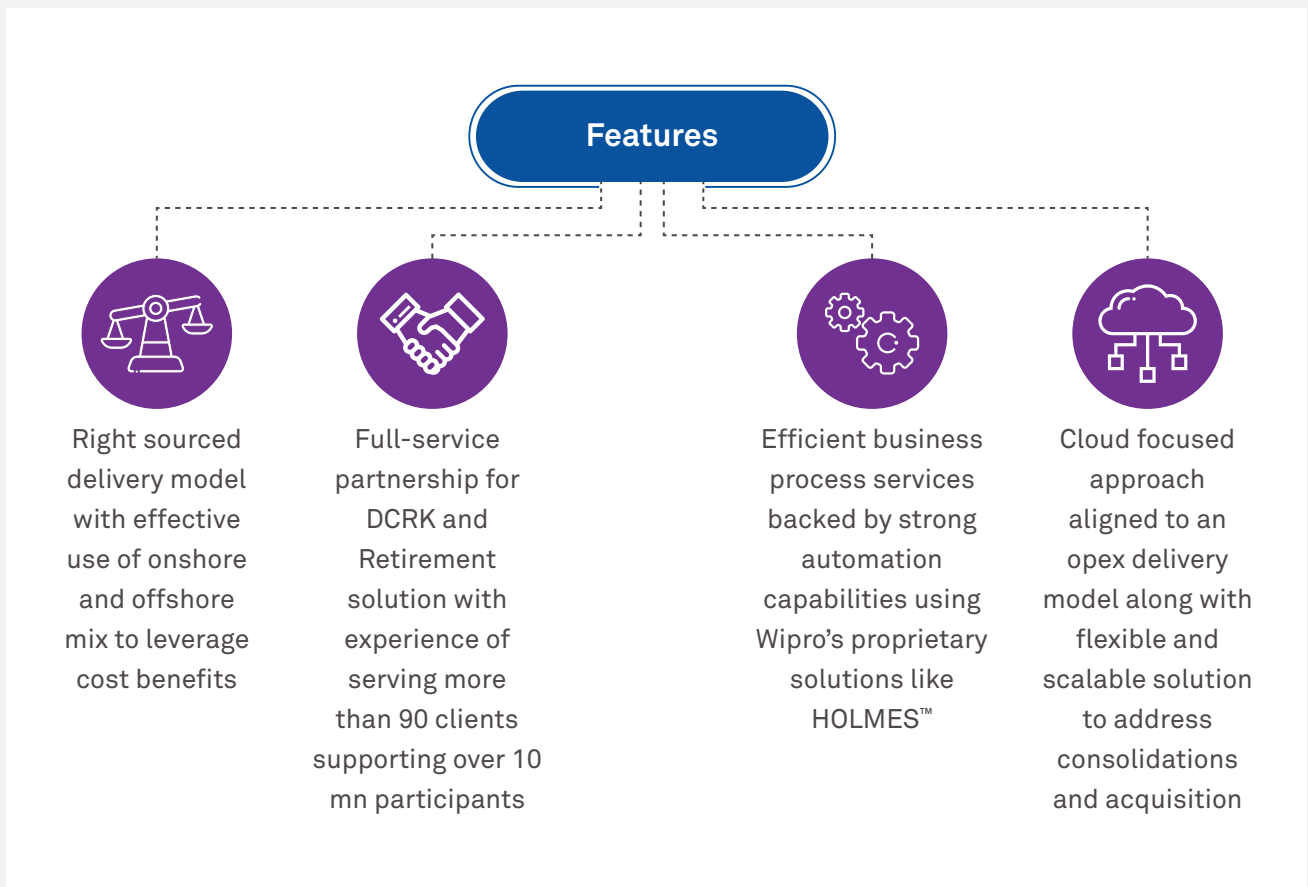 Features
Right sourced
delivery model
with effective
use of onshore
and offshore
mix to leverage
cost benefits
Full-service
partnership for
DCRK and
Retirement
solution with
experience of
serving more
than 90 clients
supporting over 10
mn participants
Efficient business
process services
backed by strong
automation
capabilities using
Wipro’s proprietary
solutions like
HOLMES™
Cloud focused
approach
aligned to an
opex delivery
model along with
flexible and
scalable solution
to address
consolidations
and acquisition